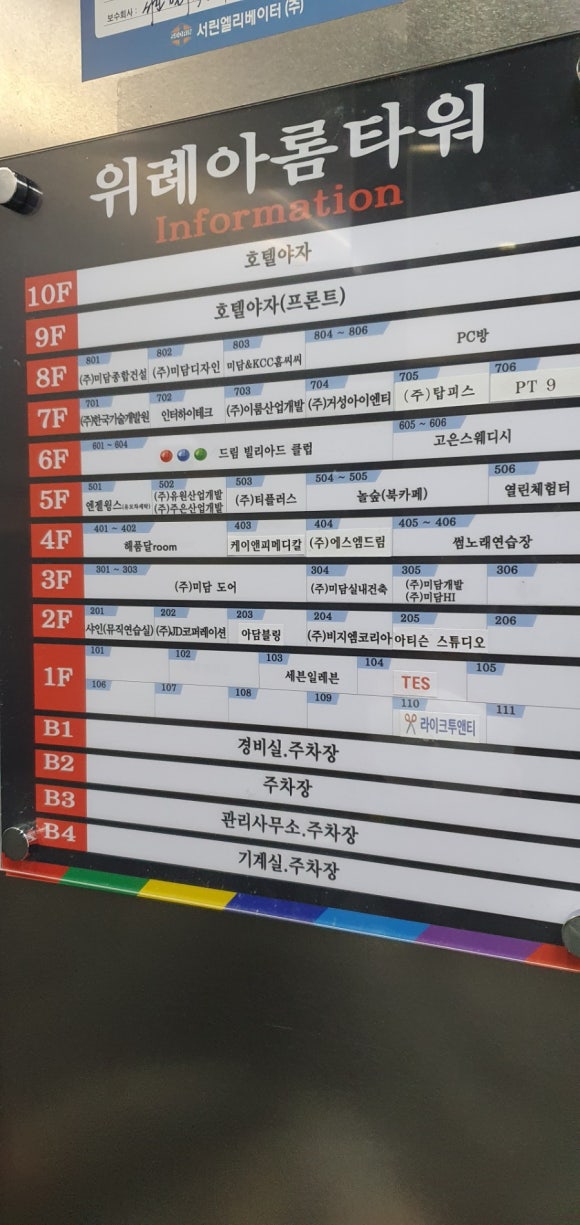 보수회사 :
서린엘리베이터 (주)
위례아름타워
Information
10F 호텔야자
9F 호텔야자(프론트)
8F
801 (주)미담종합건설
802 (주)미담디자인
803 미담&KCC홈씨씨
804 ~ 806 PC방
7F
701 (주)한국기술개발원
702 인터하이테크
703 (주)이룸산업개발
704 (주)거성아이엔티
705 (주)탑피스
706 PT 9
6F
601 ~ 604 드림 빌리아드 클럽
605 ~ 606 고은스웨디시
5F
501 엔젤윙스
502 (주)유원산업개발
(주)주은산업개발
503 (주)티플러스
504 ~ 505 놀숲(북카페)
506 열린체험터
4F
401 ~ 402 해품달room
403 케이앤피메디칼
404 (주)에스엠드림
405 ~ 406 썸노래연습장
3F
301 ~ 303 (주)미담 도어
304 (주)미담실내건축
305 (주)미담개발
(주)미담HI
306
2F
201 샤인(뮤직연습실)
202 (주)JD코퍼레이션
203 아담블링
204 (주)비지엠코리아
205 아티슨 스튜디오
206
1F
101
102
103 세븐일레븐
104 TES
105
106
107
108
109
110 라이크투앤티
111
B1 경비실.주차장
B2 주차장
B3 관리사무소.주차장
B4 기계실.주차장